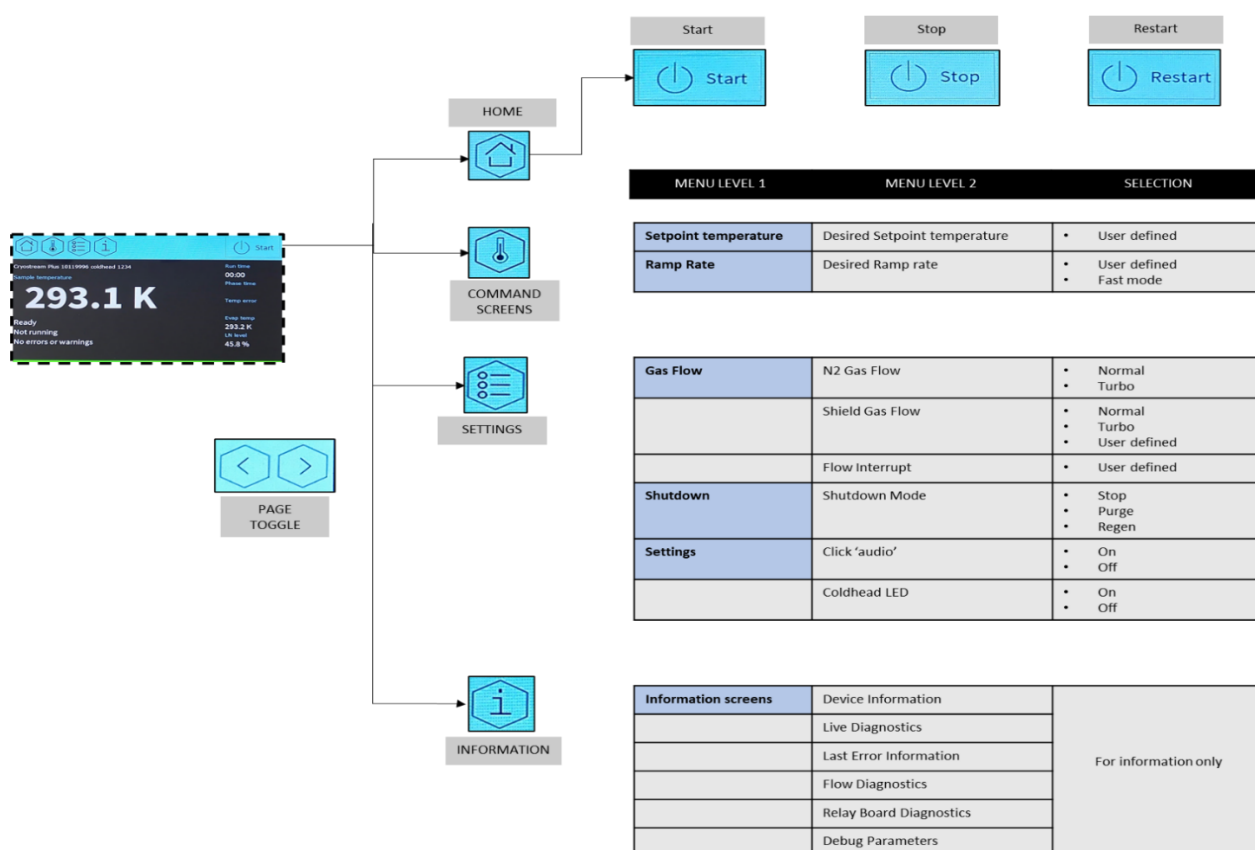 Start
Stop
Restart
Start
Stop
Restart
HOME
MENU LEVEL 1 MENU LEVEL 2 SELECTION
Setpoint temperature Desired Setpoint temperature • User defined
Ramp Rate Desired Ramp rate • User defined
• Fast mode
COMMAND
SCREENS
Start
Cryostream Plus 10119996 coldhead 1234
Run time
Sample temperature
00:00
Phase time
293.1 K
Temp error
Ready
Evap temp
Not running
293.2 K
No errors or warnings
LN level
45.8 %
Gas Flow N2 Gas Flow • Normal
• Turbo
Shield Gas Flow • Normal
• Turbo
• User defined
Flow Interrupt • User defined
Shutdown Shutdown Mode • Stop
• Purge
• Regen
Settings Click ‘audio’ • On
• Off
Coldhead LED • On
• Off
SETTINGS
PAGE
TOGGLE
INFORMATION
Information screens Device Information
Live Diagnostics
Last Error Information
For information only
Flow Diagnostics
Relay Board Diagnostics
Debug Parameters